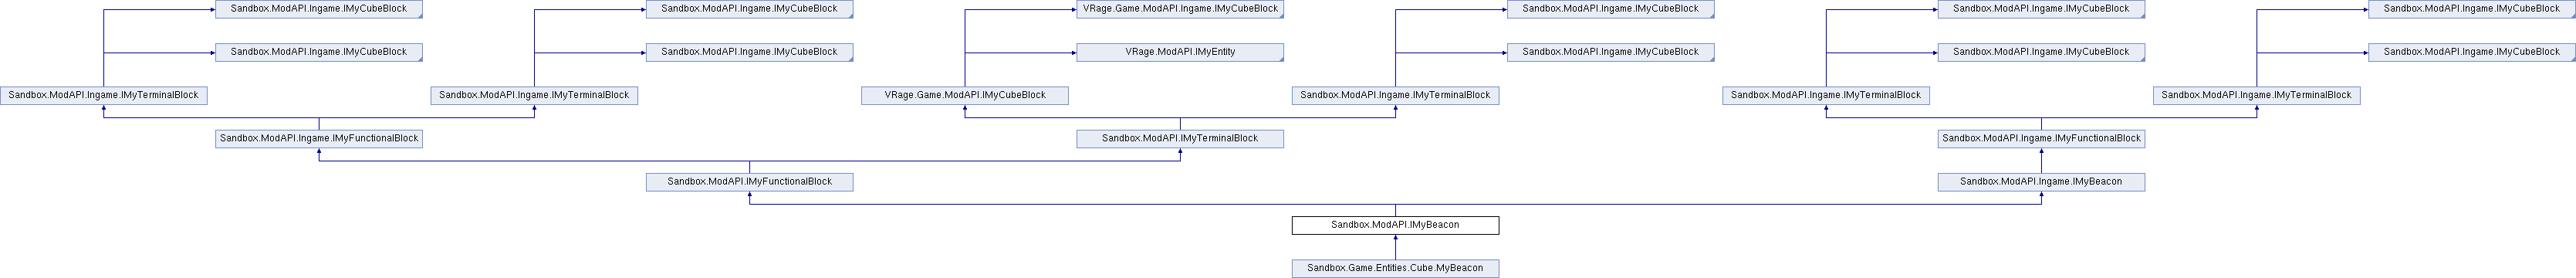 Sandbox.ModAPI.Ingame.IMyCubeBlock
Sandbox.ModAPI.Ingame.IMyCubeBlock
VRage.Game.ModAPI.Ingame.IMyCubeBlock
Sandbox.ModAPI.Ingame.IMyCubeBlock
Sandbox.ModAPI.Ingame.IMyCubeBlock
Sandbox.ModAPI.Ingame.IMyCubeBlock
Sandbox.ModAPI.Ingame.IMyCubeBlock
Sandbox.ModAPI.Ingame.IMyCubeBlock
VRage.ModAPI.IMyEntity
Sandbox.ModAPI.Ingame.IMyCubeBlock
Sandbox.ModAPI.Ingame.IMyCubeBlock
Sandbox.ModAPI.Ingame.IMyCubeBlock
Sandbox.ModAPI.Ingame.IMyTerminalBlock
Sandbox.ModAPI.Ingame.IMyTerminalBlock
VRage.Game.ModAPI.IMyCubeBlock
Sandbox.ModAPI.Ingame.IMyTerminalBlock
Sandbox.ModAPI.Ingame.IMyTerminalBlock
Sandbox.ModAPI.Ingame.IMyTerminalBlock
Sandbox.ModAPI.Ingame.IMyFunctionalBlock
Sandbox.ModAPI.IMyTerminalBlock
Sandbox.ModAPI.Ingame.IMyFunctionalBlock
Sandbox.ModAPI.IMyFunctionalBlock
Sandbox.ModAPI.Ingame.IMyBeacon
Sandbox.ModAPI.IMyBeacon
Sandbox.Game.Entities.Cube.MyBeacon